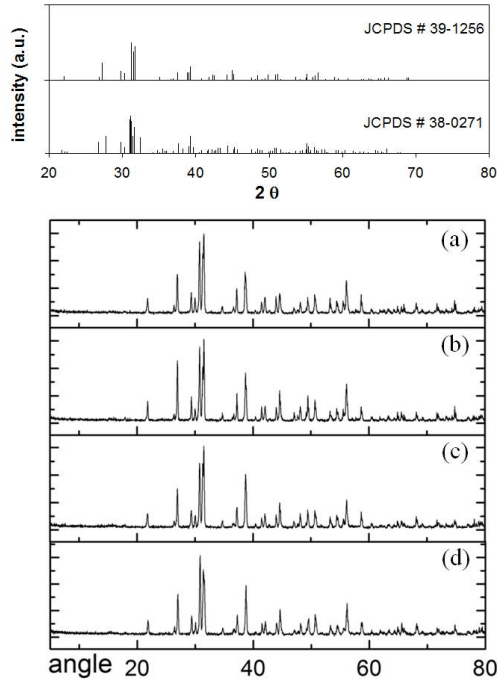 intensity (a.u.)
JCPDS # 39-1256
JCPDS # 38-0271
20 30 40 50 60 70 80
2 θ
(a)
(b)
(c)
(d)
angle 20 40 60 80